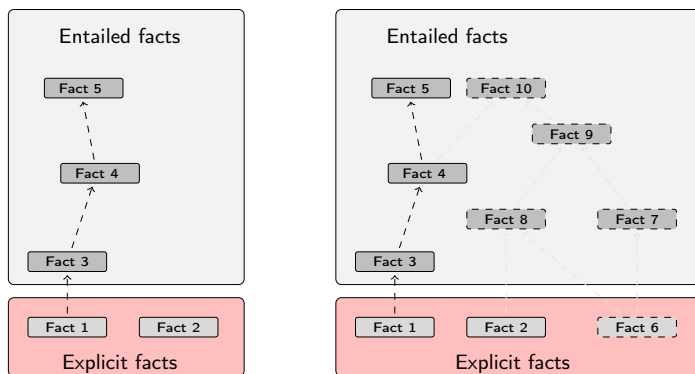 Entailed facts
Fact 5
Fact 4
Fact 3
Fact 1 Fact 2
Explicit facts
Entailed facts
Fact 5 Fact 10
Fact 9
Fact 4
Fact 8 Fact 7
Fact 3
Fact 1 Fact 2 Fact 6
Explicit facts